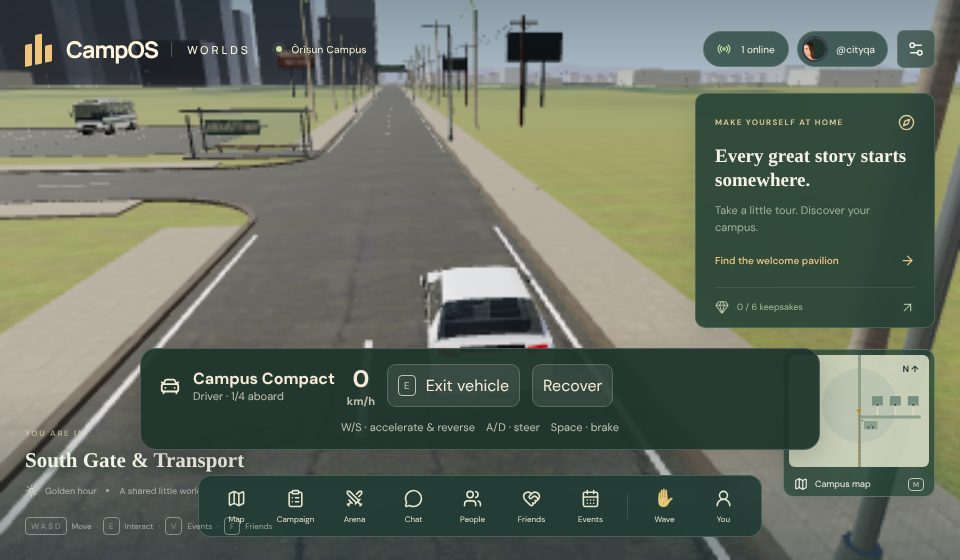 CampOS WORLDS Òrìsun Campus
1 online
@cityqa
MAKE YOURSELF AT HOME
Every great story starts
somewhere.
Take a little tour. Discover your
campus.
Find the welcome pavilion
0 / 6 keepsakes
N
Campus map M
Campus Compact
Driver · 1/4 aboard
0
km/h
E Exit vehicle
Recover
W/S · accelerate & reverse A/D · steer Space · brake
YOU ARE
South Gate & Transport
Golden hour • A shared little
WASD Move · E Interact · V Events · F Friends
Map
Campaign
Arena
Chat
People
Friends
Events
Wave
You